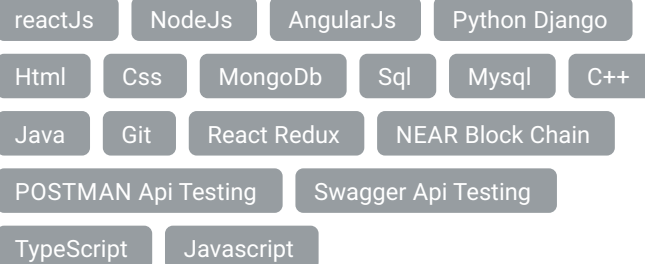 reactJs NodeJs AngularJs Python Django
Html Css MongoDb Sql Mysql C++
Java Git React Redux NEAR Block Chain
POSTMAN Api Testing Swagger Api Testing
TypeScript Javascript